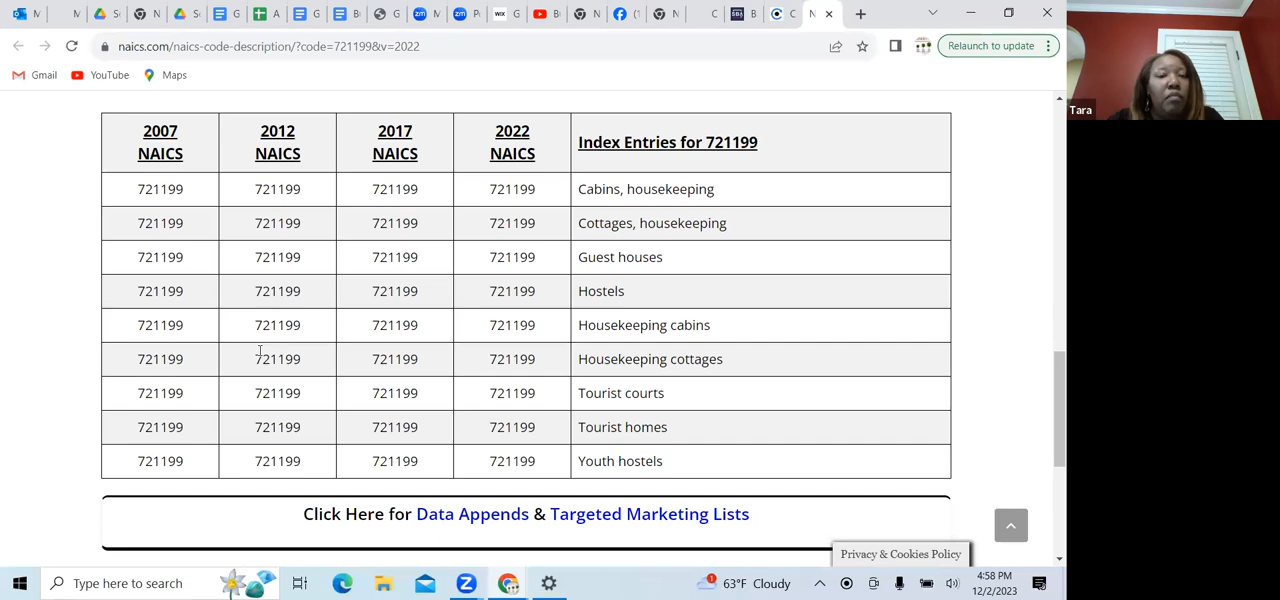 M M S N S G A G B G M P G B N (1 N C B C N
naics.com/naics-code-description/?code=721199&v=2022
Relaunch to update
Gmail YouTube Maps
Tara
2007 NAICS 2012 NAICS 2017 NAICS 2022 NAICS Index Entries for 721199
721199 721199 721199 721199 Cabins, housekeeping
721199 721199 721199 721199 Cottages, housekeeping
721199 721199 721199 721199 Guest houses
721199 721199 721199 721199 Hostels
721199 721199 721199 721199 Housekeeping cabins
721199 721199 721199 721199 Housekeeping cottages
721199 721199 721199 721199 Tourist courts
721199 721199 721199 721199 Tourist homes
721199 721199 721199 721199 Youth hostels
Click Here for Data Appends & Targeted Marketing Lists
Privacy & Cookies Policy
Type here to search
63°F Cloudy
4:58 PM
12/2/2023